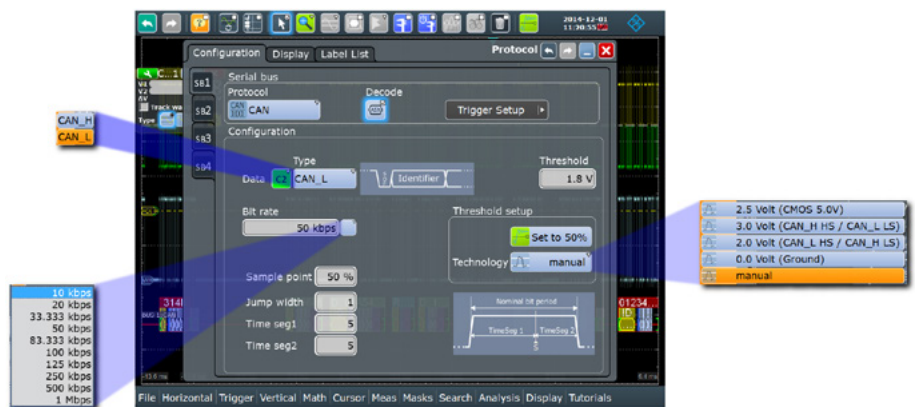 2014-12-01
11:20:55
Configuration Display Label List
Protocol
SB1
SB2
SB3
SB4
Serial bus
Protocol
CAN
Decode
Trigger Setup
Configuration
CAN_H
CAN_L
Type
Data C2 CAN_L
Identifier
Threshold
1.8 V
Bit rate
50 kbps
Threshold setup
Set to 50%
Technology manual
2.5 Volt (CMOS 5.0V)
3.0 Volt (CAN_H HS / CAN_L LS)
2.0 Volt (CAN_L HS / CAN_H LS)
0.0 Volt (Ground)
manual
Sample point 50 %
Jump width 1
Time seg1 5
Time seg2 5
Nominal bit period
TimeSeg 1 TimeSeg 2
10 kbps
20 kbps
33.333 kbps
50 kbps
83.333 kbps
100 kbps
125 kbps
250 kbps
500 kbps
1 Mbps
File Horizontal Trigger Vertical Math Cursor Meas Masks Search Analysis Display Tutorials